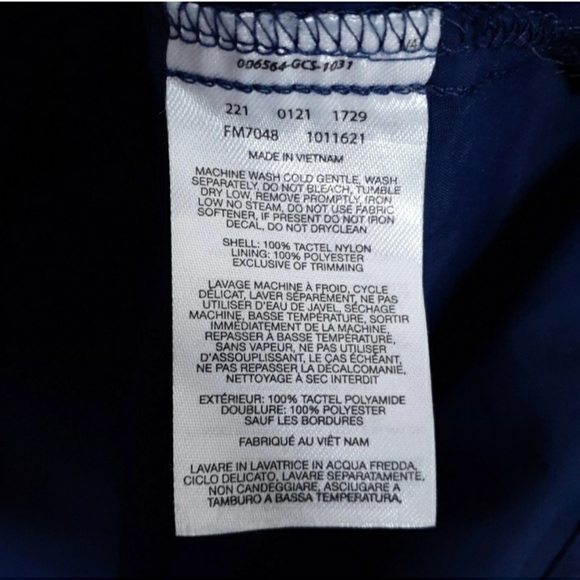 006564-GCS-1031
221 0121 1729
FM7048 1011621
MADE IN VIETNAM
MACHINE WASH COLD GENTLE, WASH
SEPARATELY, DO NOT BLEACH, TUMBLE
DRY LOW, REMOVE PROMPTLY, IRON
LOW NO STEAM, DO NOT USE FABRIC
SOFTENER, IF PRESENT DO NOT IRON
DECAL, DO NOT DRYCLEAN
SHELL: 100% TACTEL NYLON
LINING: 100% POLYESTER
EXCLUSIVE OF TRIMMING
LAVAGE MACHINE À FROID, CYCLE
DÉLICAT, LAVER SÉPARÉMENT, NE PAS
UTILISER D'EAU DE JAVEL, SÉCHAGE
MACHINE, BASSE TEMPÉRATURE, SORTIR
IMMÉDIATEMENT DE LA MACHINE,
REPASSER À BASSE TEMPÉRATURE,
SANS VAPEUR, NE PAS UTILISER
D'ASSOUPLISSANT, LE CAS ÉCHÉANT,
NE PAS REPASSER LA DÉCALCOMANIE,
NETTOYAGE À SEC INTERDIT
EXTÉRIEUR: 100% TACTEL POLYAMIDE
DOUBLURE: 100% POLYESTER
SAUF LES BORDURES
FABRIQUÉ AU VIÊT NAM
LAVARE IN LAVATRICE IN ACQUA FREDDA,
CICLO DELICATO, LAVARE SEPARATAMENTE,
NON CANDEGGIARE, ASCIUGARE A
TAMBURO A BASSA TEMPERATURA,